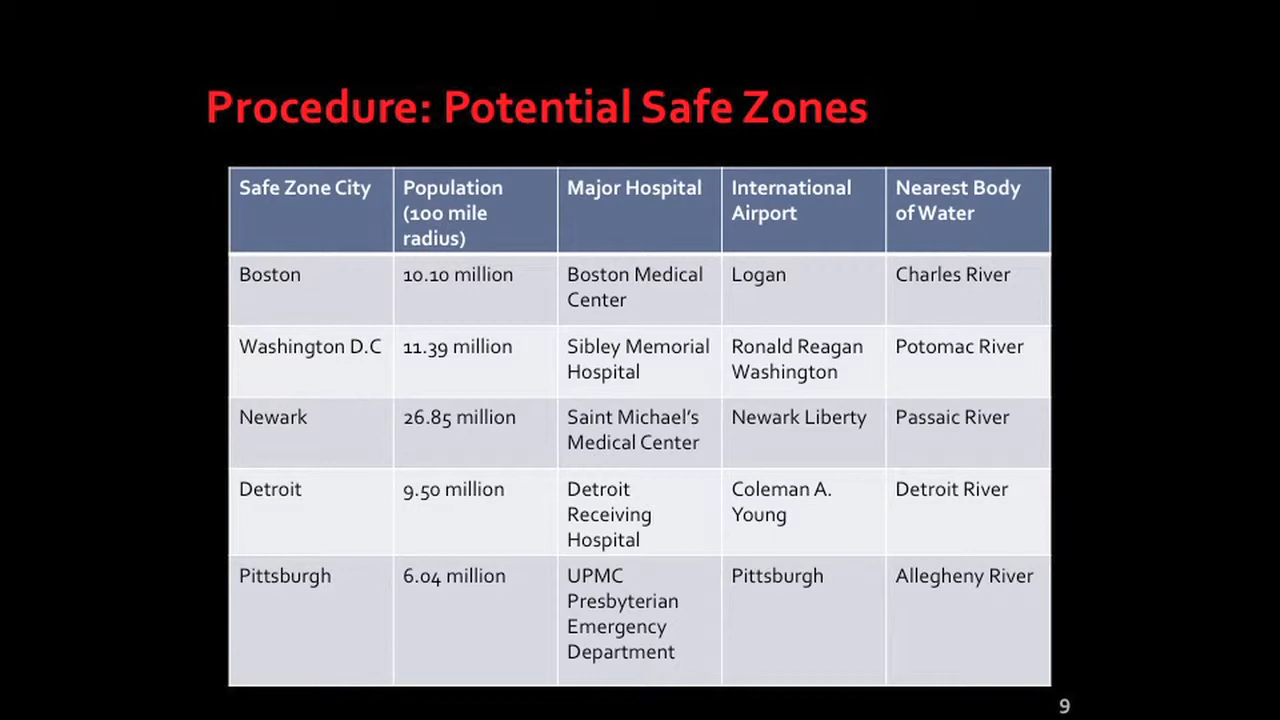 Procedure: Potential Safe Zones
Safe Zone City
Population
(100 mile
radius)
Major Hospital
International
Airport
Nearest Body
of Water
Boston
10.10 million
Boston Medical
Center
Logan
Charles River
Washington D.C
11.39 million
Sibley Memorial
Hospital
Ronald Reagan
Washington
Potomac River
Newark
26.85 million
Saint Michael's
Medical Center
Newark Liberty
Passaic River
Detroit
9.50 million
Detroit
Receiving
Hospital
Coleman A.
Young
Detroit River
Pittsburgh
6.04 million
UPMC
Presbyterian
Emergency
Department
Pittsburgh
Allegheny River
9